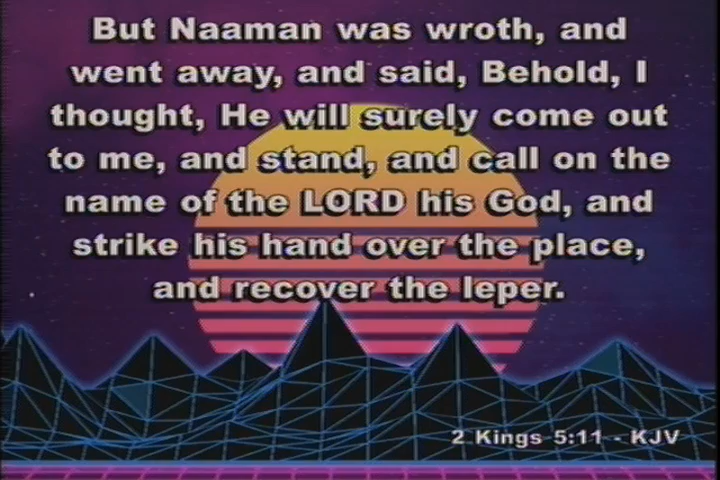 But Naaman was wroth, and
went away, and said, Behold, I
thought, He will surely come out
to me, and stand, and call on the
name of the LORD his God, and
strike his hand over the place,
and recover the leper.
2 Kings 5:11 - KJV